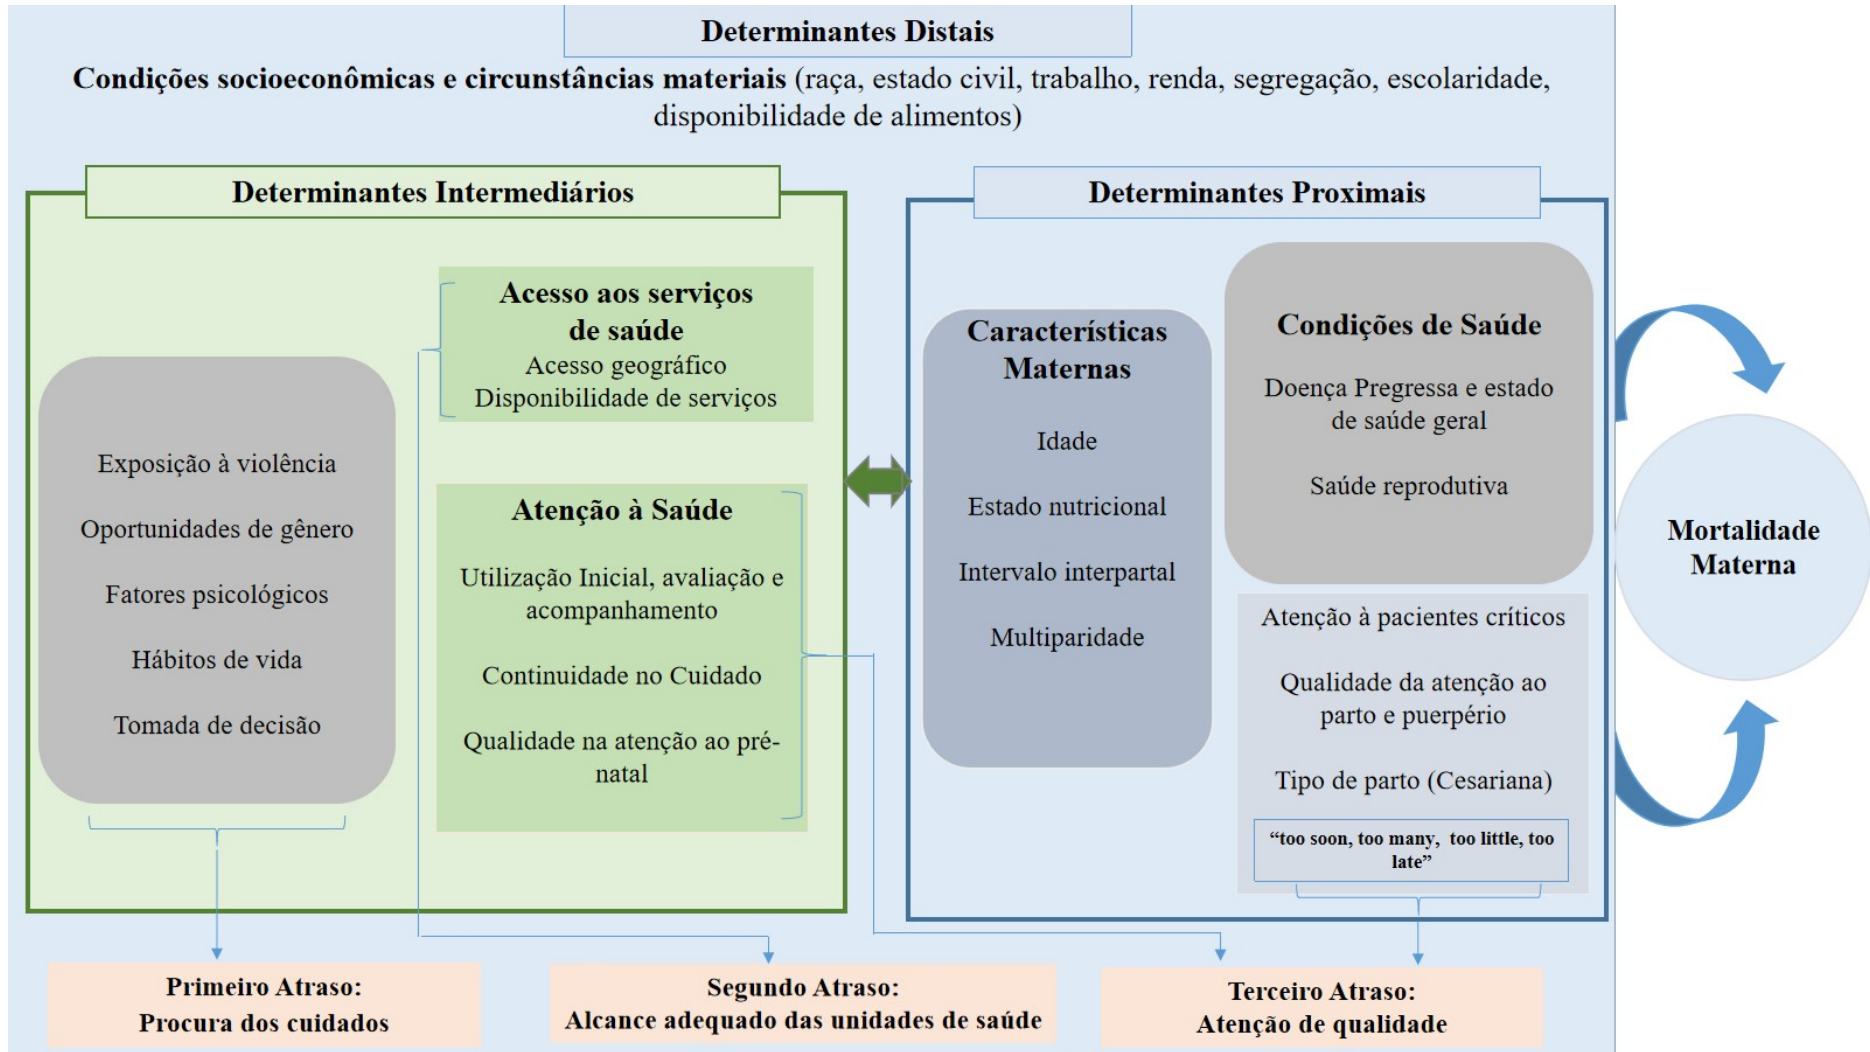 Determinantes Distais
Condições socioeconômicas e circunstâncias materiais (raça, estado civil, trabalho, renda, segregação, escolaridade,
disponibilidade de alimentos)
Determinantes Intermediários
Exposição à violência
Oportunidades de gênero
Fatores psicológicos
Hábitos de vida
Tomada de decisão
Acesso aos serviços
de saúde
Acesso geográfico
Disponibilidade de serviços
Atenção à Saúde
Utilização Inicial, avaliação e
acompanhamento
Continuidade no Cuidado
Qualidade na atenção ao pré-
natal
Determinantes Proximais
Características
Maternas
Idade
Estado nutricional
Intervalo interpartal
Multiparidade
Condições de Saúde
Doença Pregressa e estado
de saúde geral
Saúde reprodutiva
Atenção à pacientes críticos
Qualidade da atenção ao
parto e puerpério
Tipo de parto (Cesariana)
“too soon, too many, too little, too
late”
Mortalidade
Materna
Primeiro Atraso:
Procura dos cuidados
Segundo Atraso:
Alcance adequado das unidades de saúde
Terceiro Atraso:
Atenção de qualidade